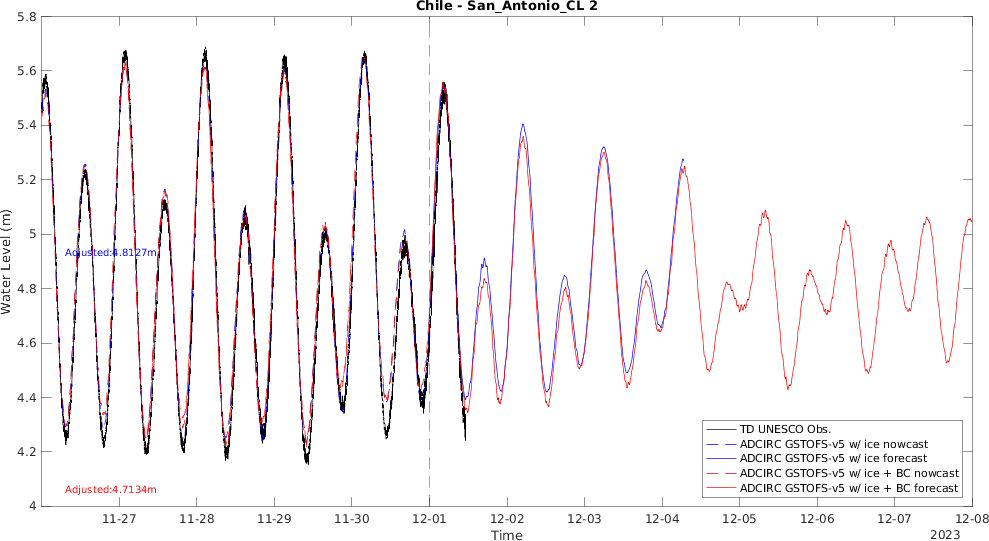 Chile - San_Antonio_CL 2
5.8
5.6
5.4
5.2
5
4.8
4.6
4.4
4.2
4
Water Level (m)
Adjusted:4.8127m
Adjusted:4.7134m
TD UNESCO Obs.
ADCIRC GSTOFS-v5 w/ ice nowcast
ADCIRC GSTOFS-v5 w/ ice forecast
ADCIRC GSTOFS-v5 w/ ice + BC nowcast
ADCIRC GSTOFS-v5 w/ ice + BC forecast
11-27 11-28 11-29 11-30 12-01 12-02 12-03 12-04 12-05 12-06 12-07 12-08
Time
2023